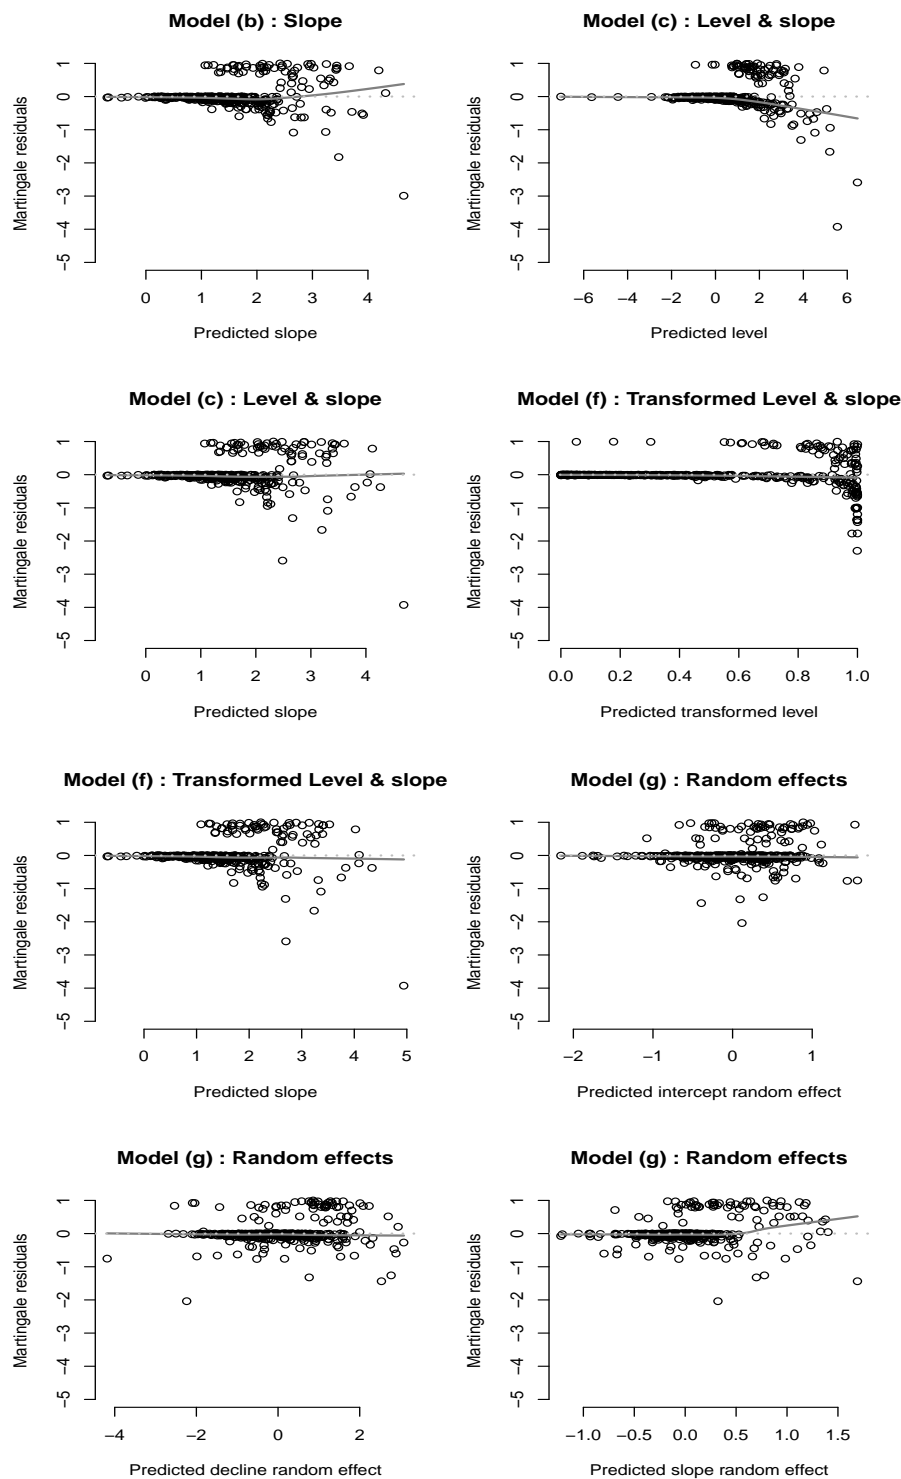 Model (b) : Slope
Martingale residuals
1
0
−1
−2
−3
−4
−5
0 1 2 3 4
Predicted slope
Model (c) : Level & slope
Martingale residuals
1
0
−1
−2
−3
−4
−5
−6 −4 −2 0 2 4 6
Predicted level
Model (c) : Level & slope
Martingale residuals
1
0
−1
−2
−3
−4
−5
0 1 2 3 4
Predicted slope
Model (f) : Transformed Level & slope
Martingale residuals
1
0
−1
−2
−3
−4
−5
0.0 0.2 0.4 0.6 0.8 1.0
Predicted transformed level
Model (f) : Transformed Level & slope
Martingale residuals
1
0
−1
−2
−3
−4
−5
0 1 2 3 4 5
Predicted slope
Model (g) : Random effects
Martingale residuals
1
0
−1
−2
−3
−4
−5
−2 −1 0 1
Predicted intercept random effect
Model (g) : Random effects
Martingale residuals
1
0
−1
−2
−3
−4
−5
−4 −2 0 2
Predicted decline random effect
Model (g) : Random effects
Martingale residuals
1
0
−1
−2
−3
−4
−5
−1.0 −0.5 0.0 0.5 1.0 1.5
Predicted slope random effect